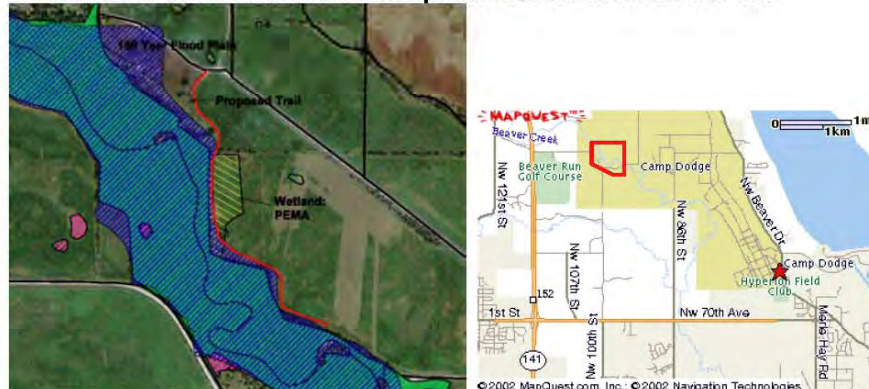 100 Year Flood Plain
Proposed Trail
Wetland:
PEMA
MAPQUEST
0 1mi
1km
Beaver Creek
Beaver Run
Golf Course
Camp Dodge
Nw 121st St
Nw 86th St
Nw Beaver Dr
Nw 107th St
Camp Dodge
Hyperion Field
Club
152
1st St
Nw 100th St
Nw 70th Ave
Merle Hay Rd
141
©2002 MapQuest.com, Inc.; ©2002 Navigation Technologies